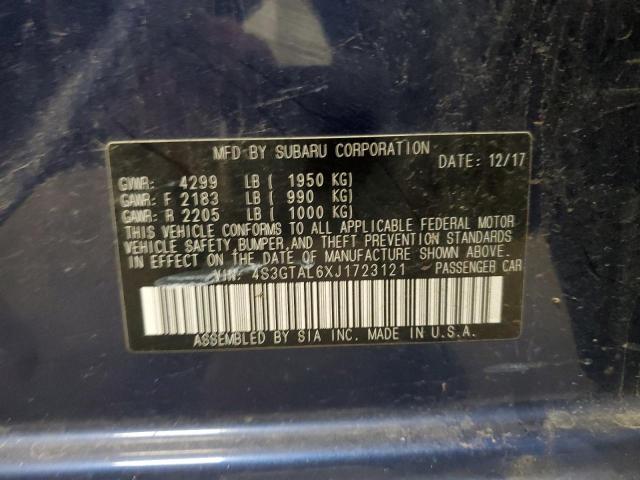 MFD BY SUBARU CORPORATION
DATE: 12/17
GVWR: 4299 LB ( 1950 KG)
GAWR: F 2183 LB ( 990 KG)
GAWR: R 2205 LB ( 1000 KG)
THIS VEHICLE CONFORMS TO ALL APPLICABLE FEDERAL MOTOR
VEHICLE SAFETY, BUMPER, AND THEFT PREVENTION STANDARDS
IN EFFECT ON THE DATE OF MANUFACTURE SHOWN ABOVE.
VIN: 4S3GTAL6XJ1723121 PASSENGER CAR
ASSEMBLED BY SIA INC. MADE IN U.S.A.